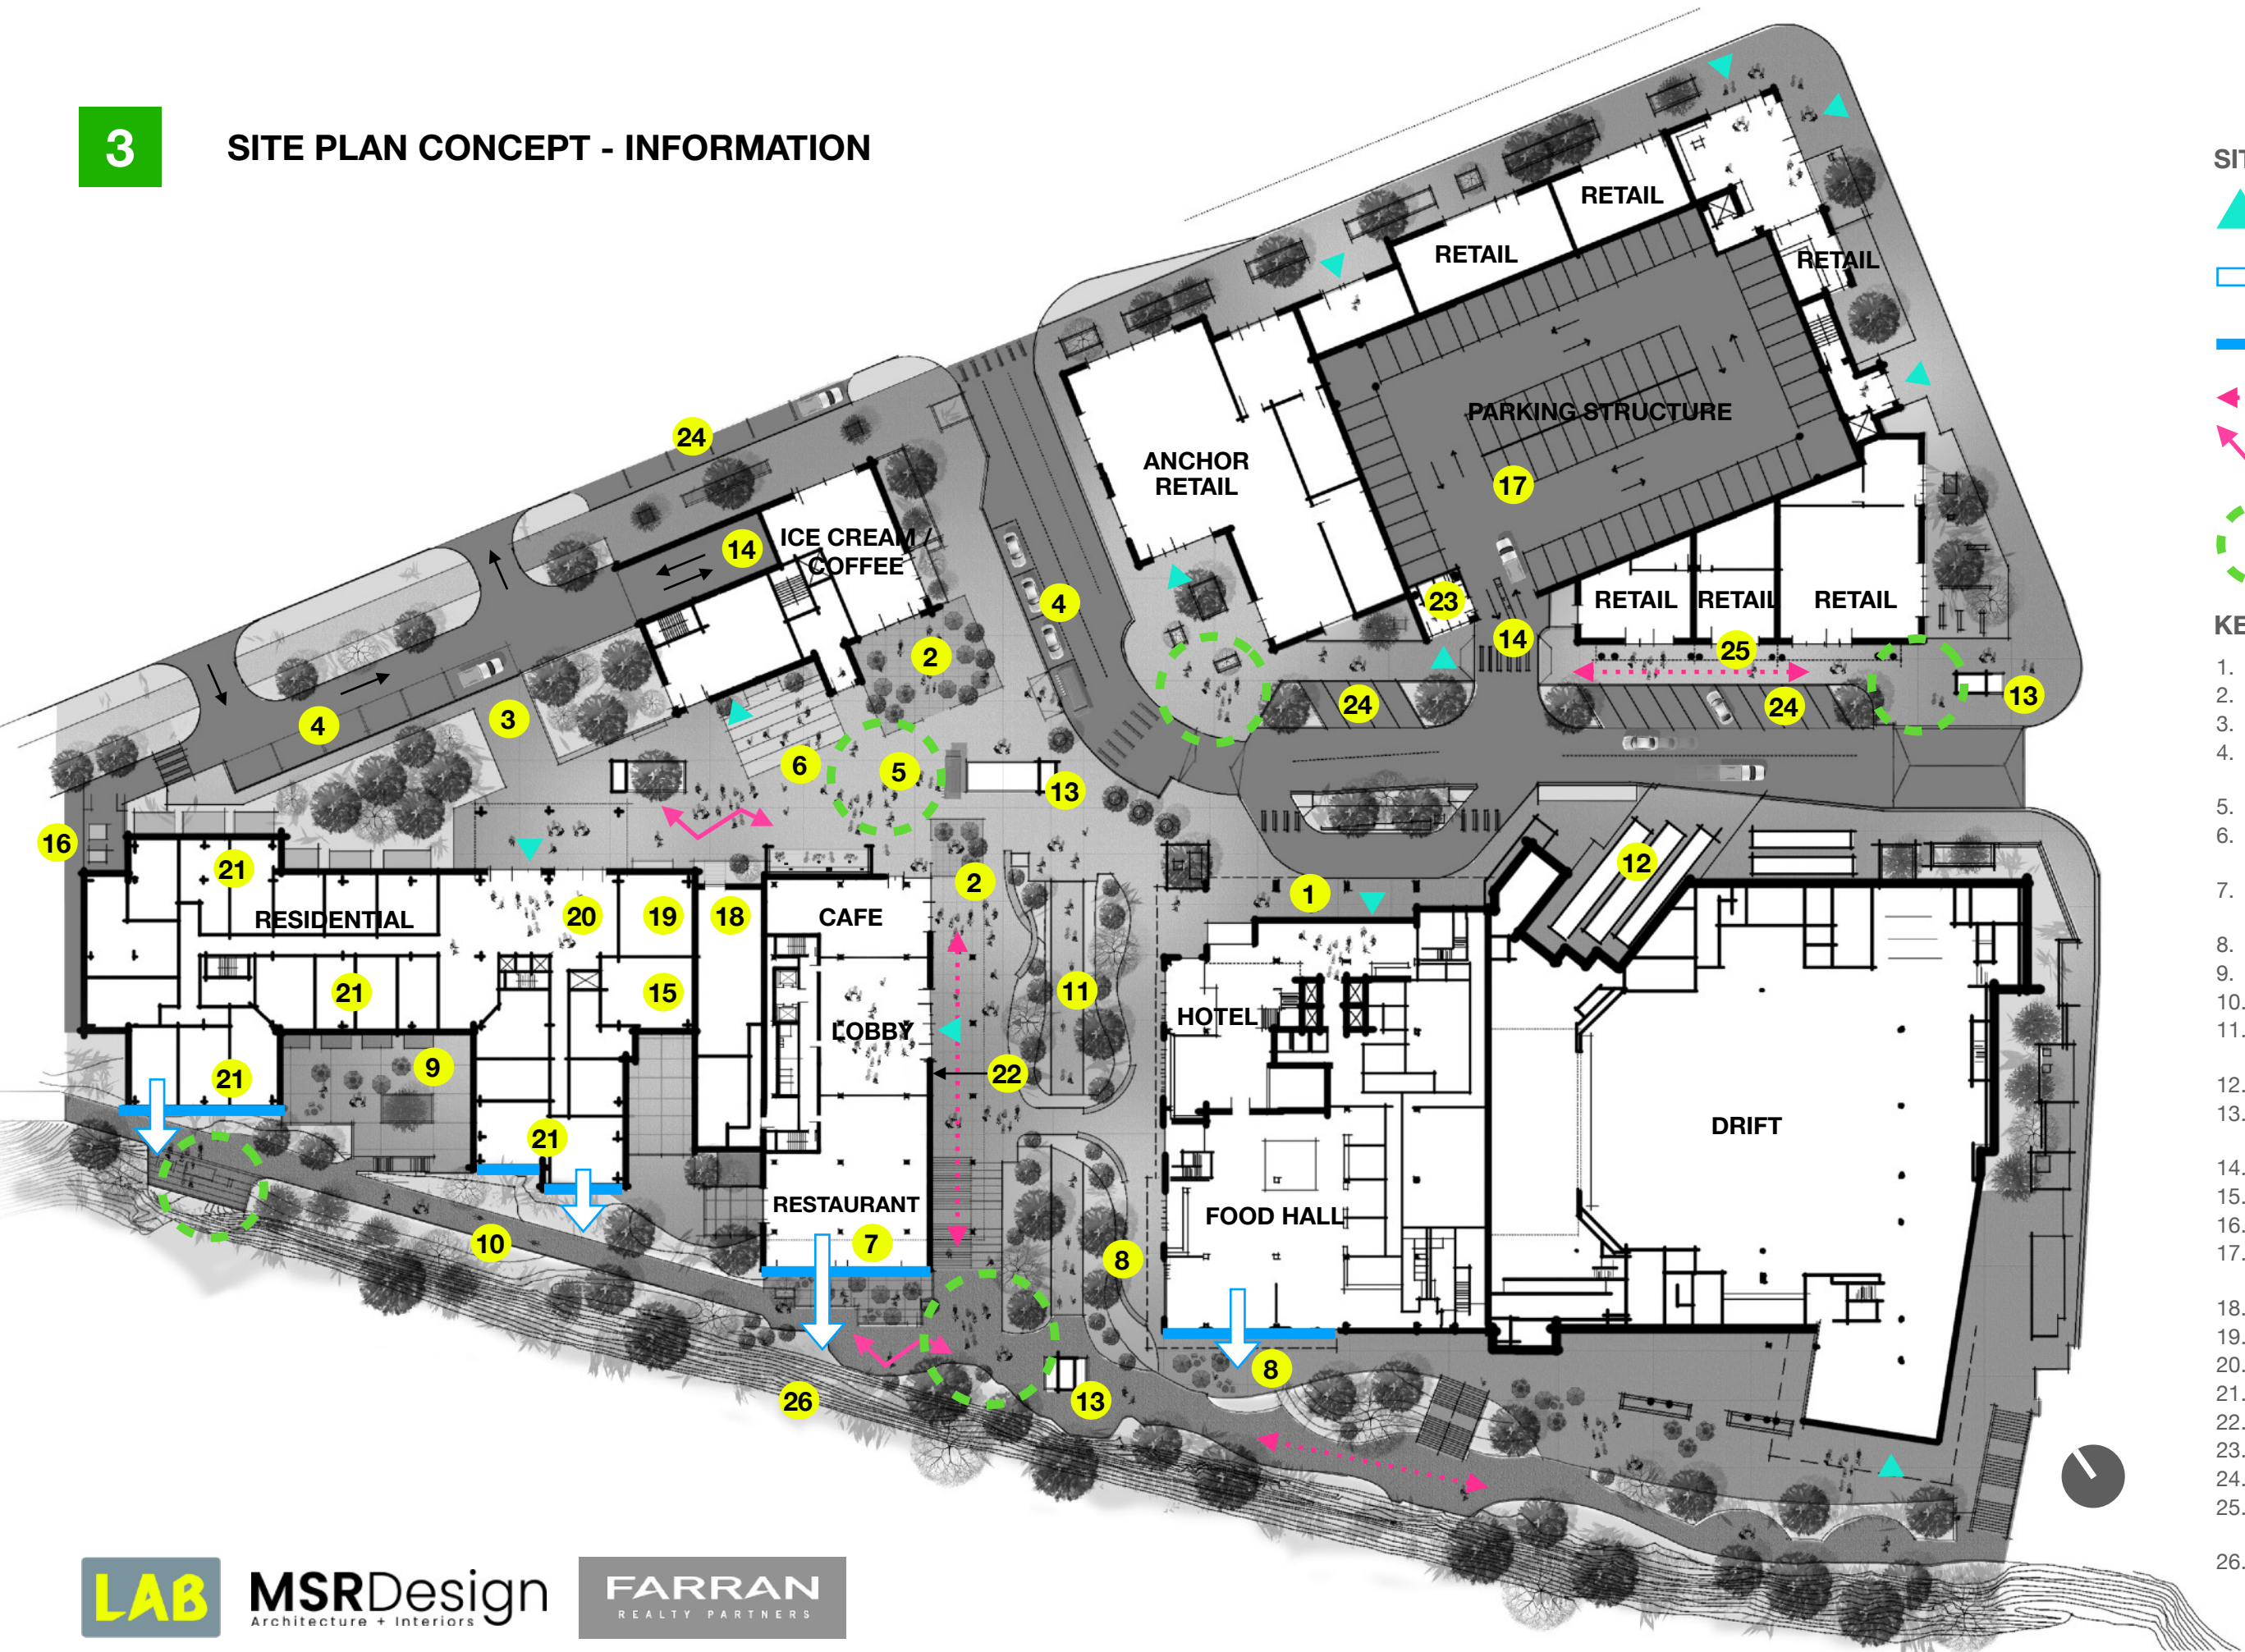 3
SITE PLAN CONCEPT - INFORMATION
RETAIL
RETAIL
RETAIL
PARKING STRUCTURE
ANCHOR
RETAIL
17
24
14
ICE CREAM /
COFFEE
4
23
14
RETAIL
RETAIL
RETAIL
25
2
3
4
24
24
13
6
5
13
16
21
RESIDENTIAL
20
19
18
CAFE
2
1
12
21
15
11
LOBBY
HOTEL
21
9
22
DRIFT
21
10
RESTAURANT
7
8
FOOD HALL
8
26
13
SIT
KE
1.
2.
3.
4.
5.
6.
7.
8.
9.
10.
11.
12.
13.
14.
15.
16.
17.
18.
19.
20.
21.
22.
23.
24.
25.
26.
LAB
MSRDesign
Architecture + Interiors
FARRAN
REALTY PARTNERS